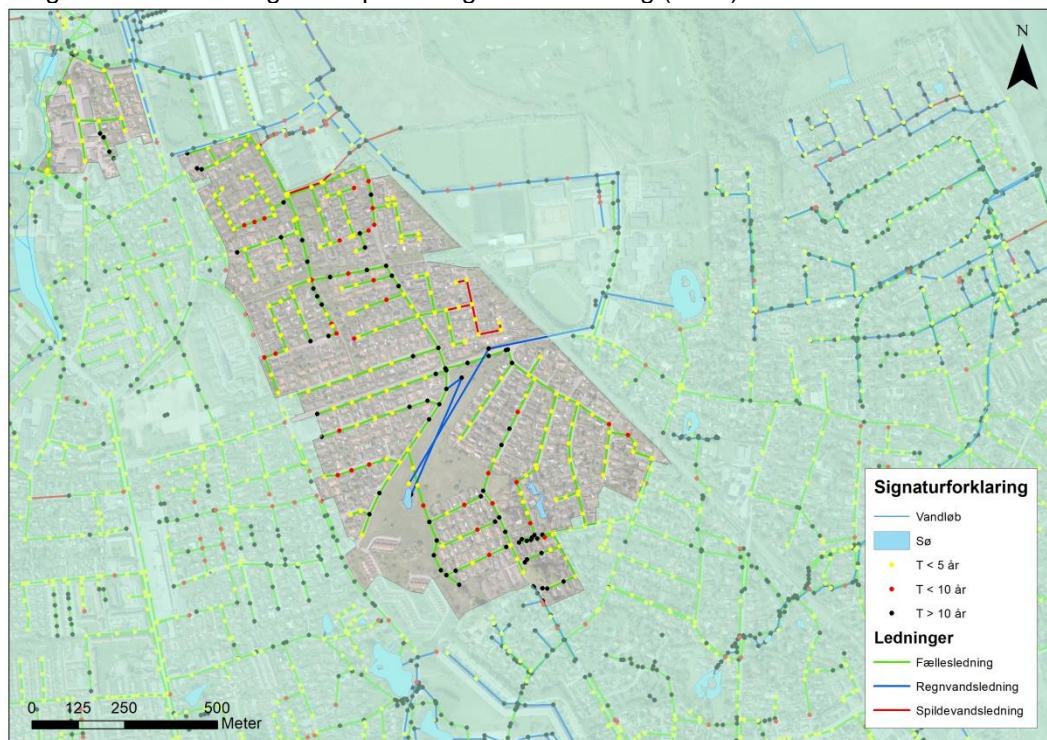 N
Signaturforklaring
Vandløb
Sø
T < 5 år
T < 10 år
T > 10 år
Ledninger
Fællesledning
Regnvandsledning
Spildevandsledning
0 125 250 500
Meter